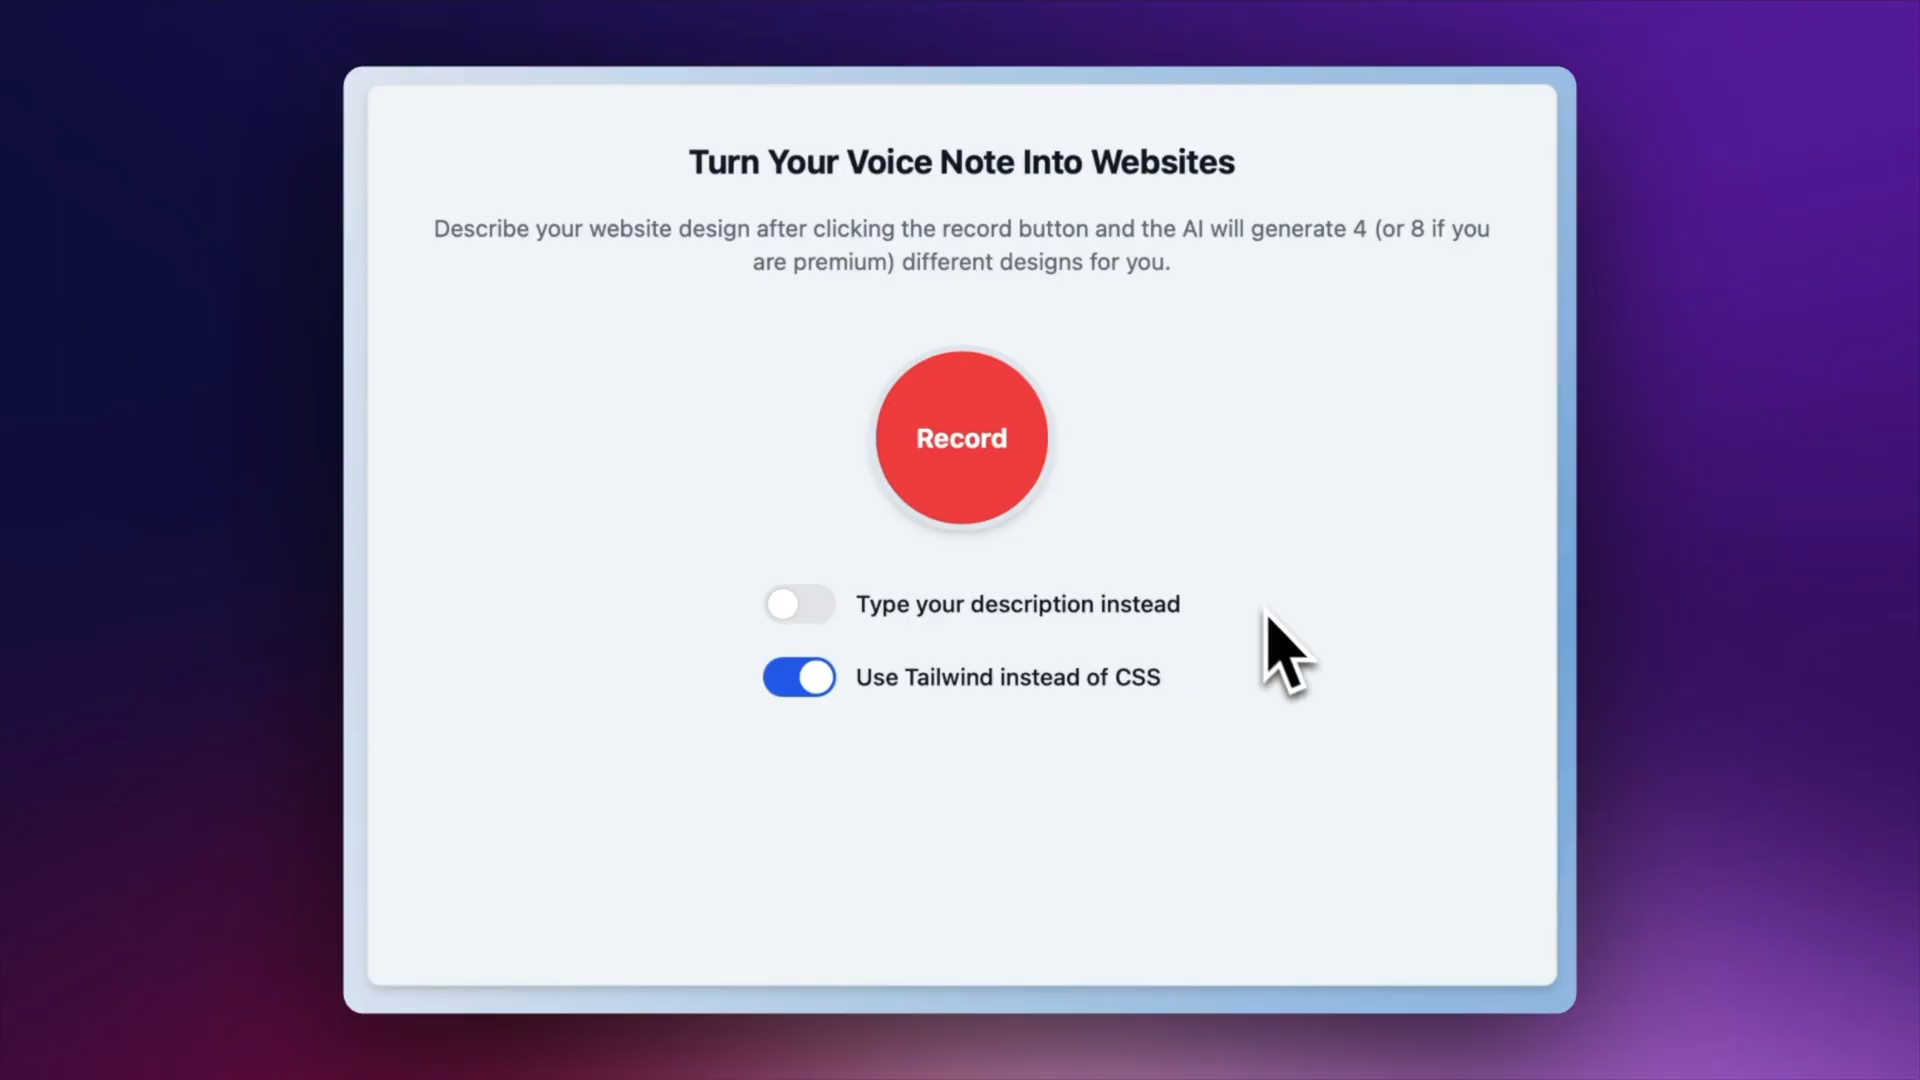 Turn Your Voice Note Into Websites
Describe your website design after clicking the record button and the AI will generate 4 (or 8 if you
are premium) different designs for you.
Record
Type your description instead
Use Tailwind instead of CSS